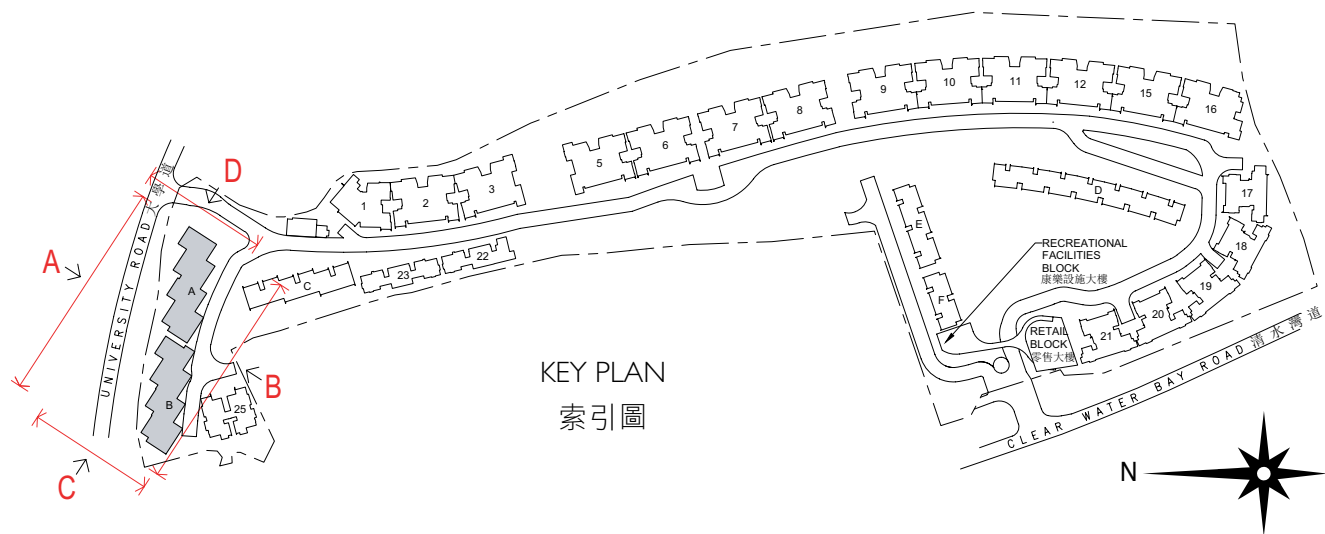 9
10
11
12
15
16
8
7
6
5
3
2
1
D
UNIVERSITY ROAD 大學道
A
D
17
E
18
RECREATIONAL
FACILITIES
BLOCK
康樂設施大樓
A
C
23
22
F
19
20
21
RETAIL
BLOCK
零售大樓
CLEAR WATER BAY ROAD 清水灣道
KEY PLAN
索引圖
B
25
B
C
N